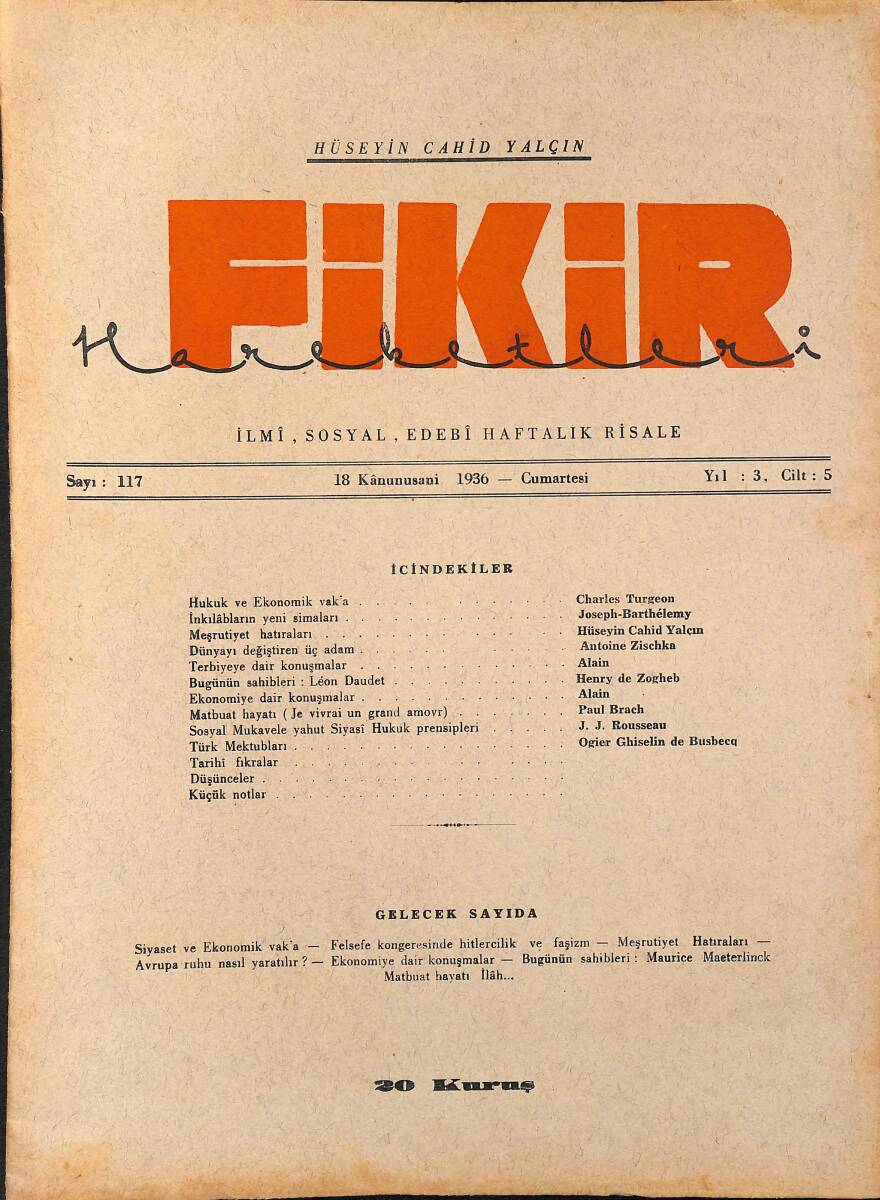 HÜSEYİN CAHİD YALÇIN
FİKİR
Hareketleri
İLMÎ, SOSYAL, EDEBÎ HAFTALIK RİSALE
Sayı : 117 18 Kânunusani 1936 — Cumartesi Yıl : 3, Cilt : 5
İCİNDEKİLER
Hukuk ve Ekonomik vak'a . . . . . . . . . . . Charles Turgeon
İnkılâbların yeni simaları . . . . . . . . . . . Joseph-Barthélemy
Meşrutiyet hatıraları . . . . . . . . . . . . Hüseyin Cahid Yalçın
Dünyayı değiştiren üç adam . . . . . . . . . . Antoine Zischka
Terbiyeye dair konuşmalar . . . . . . . . . . . Alain
Bugünün sahibleri : Léon Daudet . . . . . . . . . Henry de Zogheb
Ekonomiye dair konuşmalar . . . . . . . . . . . Alain
Matbuat hayatı ( Je vivrai un grand amovr) . . . . . . Paul Brach
Sosyal Mukavele yahut Siyasî Hukuk prensipleri . . . . . J. J. Rousseau
Türk Mektubları . . . . . . . . . . . . . Ogier Ghiselin de Busbecq
Tarihî fıkralar . . . . . . . . . . . . .
Düşünceler . . . . . . . . . . . . . .
Küçük notlar . . . . . . . . . . . . .
GELECEK SAYIDA
Siyaset ve Ekonomik vak'a — Felsefe kongeresinde hitlercilik ve faşizm — Meşrutiyet Hatıraları —
Avrupa ruhu nasıl yaratılır ? — Ekonomiye dair konuşmalar — Bugünün sahibleri : Maurice Maeterlinck
Matbuat hayatı İlâh...
20 Kuruş